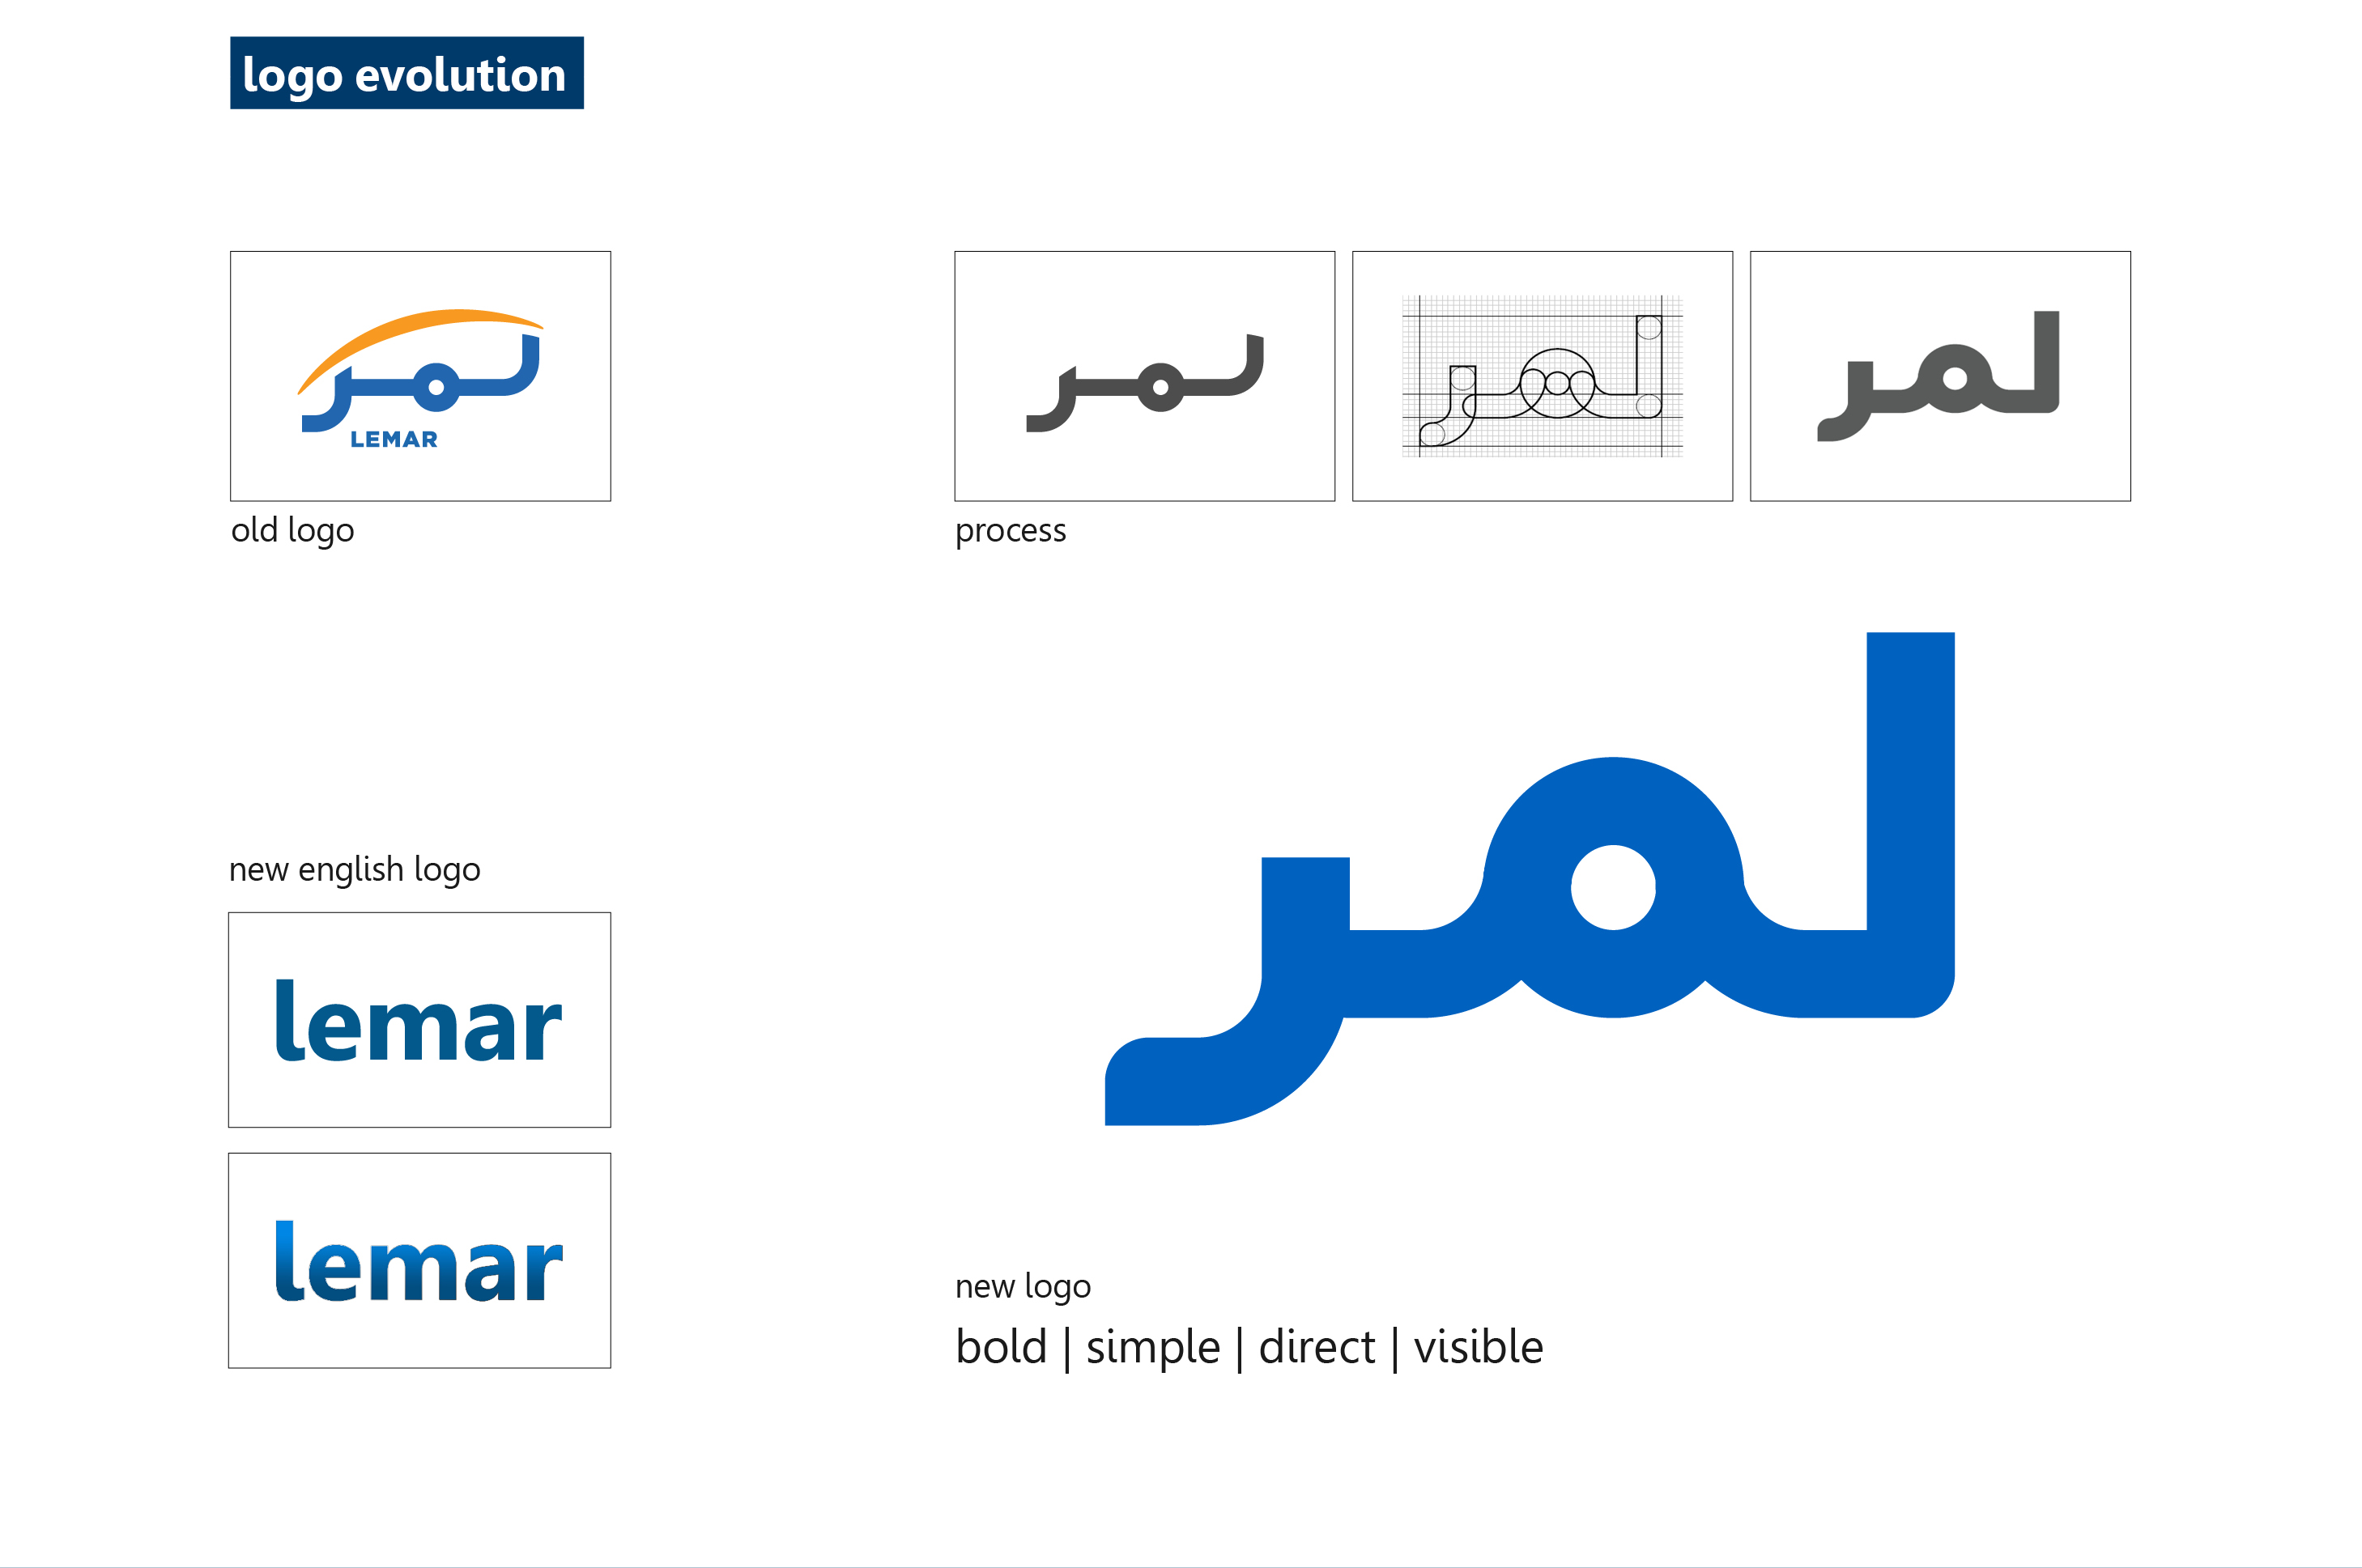 logo evolution
لمر
LEMAR
old logo
لمر
لمر
لمر
process
new english logo
lemar
lemar
لمر
new logo
bold | simple | direct | visible